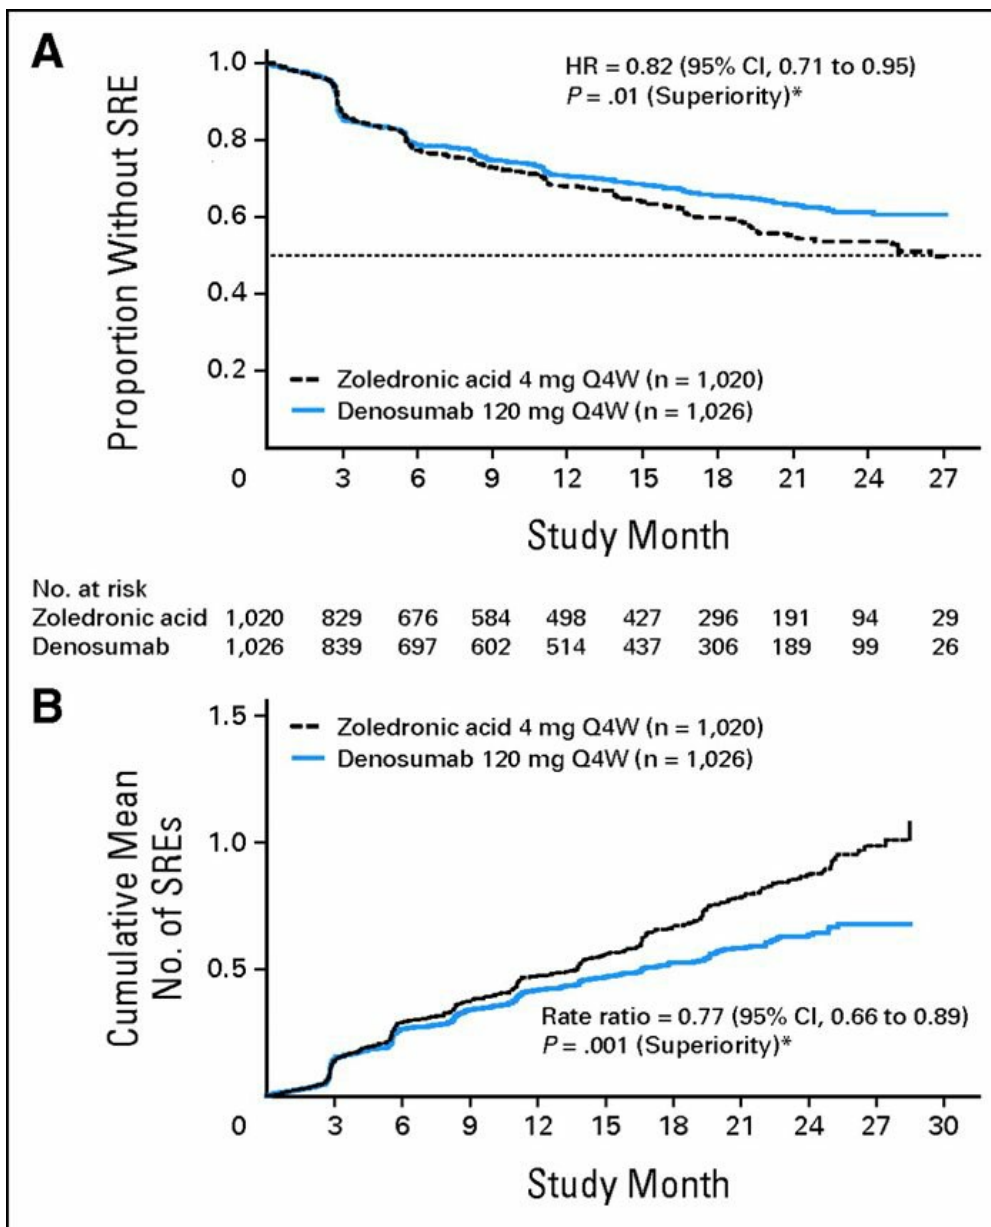 A
Proportion Without SRE
1.0
0.8
0.6
0.4
0.2
0
HR = 0.82 (95% CI, 0.71 to 0.95)
P = .01 (Superiority)*
Zoledronic acid 4 mg Q4W (n = 1,020)
Denosumab 120 mg Q4W (n = 1,026)
3 6 9 12 15 18 21 24 27
Study Month
No. at risk
Zoledronic acid 1,020 829 676 584 498 427 296 191 94 29
Denosumab 1,026 839 697 602 514 437 306 189 99 26
B
Cumulative Mean
No. of SREs
1.5
1.0
0.5
0
Zoledronic acid 4 mg Q4W (n = 1,020)
Denosumab 120 mg Q4W (n = 1,026)
Rate ratio = 0.77 (95% CI, 0.66 to 0.89)
P = .001 (Superiority)*
3 6 9 12 15 18 21 24 27 30
Study Month